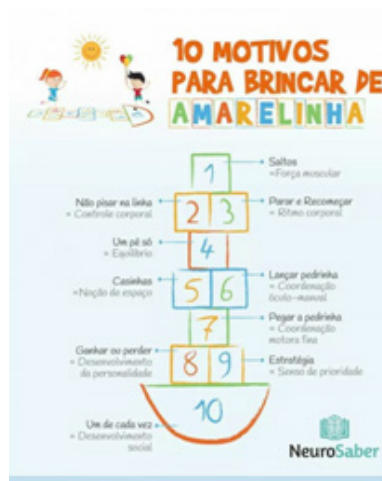 10 MOTIVOS
PARA BRINCAR DE
AMARELINHA
1
Saltos
=Força muscular
Não pisar na linha
= Controle corporal
2 3
Parar e Recomeçar
= Ritmo corporal
Um pé só
= Equilíbrio
4
Casinhas
=Noção de espaço
5 6
Lançar pedrinha
= Coordenação
óculo-manual
7
Pegar a pedrinha
= Coordenação
motora fina
Ganhar ou perder
= Desenvolvimento
da personalidade
8 9
Estratégia
= Senso de prioridade
10
Um de cada vez
= Desenvolvimento
social
NeuroSaber